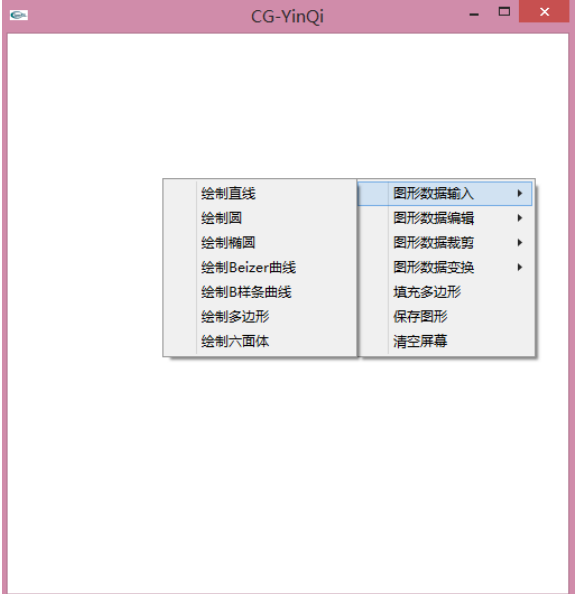 CG-YinQi
图形数据输入
图形数据编辑
图形数据裁剪
图形数据变换
填充多边形
保存图形
清空屏幕
绘制直线
绘制圆
绘制椭圆
绘制Beizer曲线
绘制B样条曲线
绘制多边形
绘制六面体